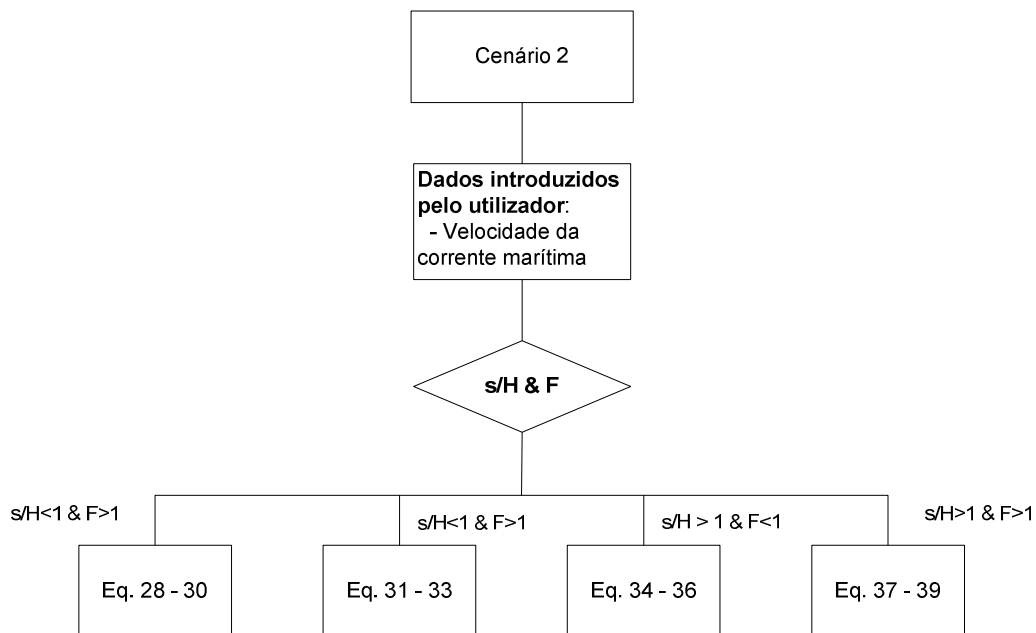 Cenário 2
Dados introduzidos
pelo utilizador:
- Velocidade da
corrente marítima
s/H & F
s/H<1 & F>1
s/H<1 & F>1
s/H > 1 & F<1
s/H>1 & F>1
Eq. 28 - 30
Eq. 31 - 33
Eq. 34 - 36
Eq. 37 - 39